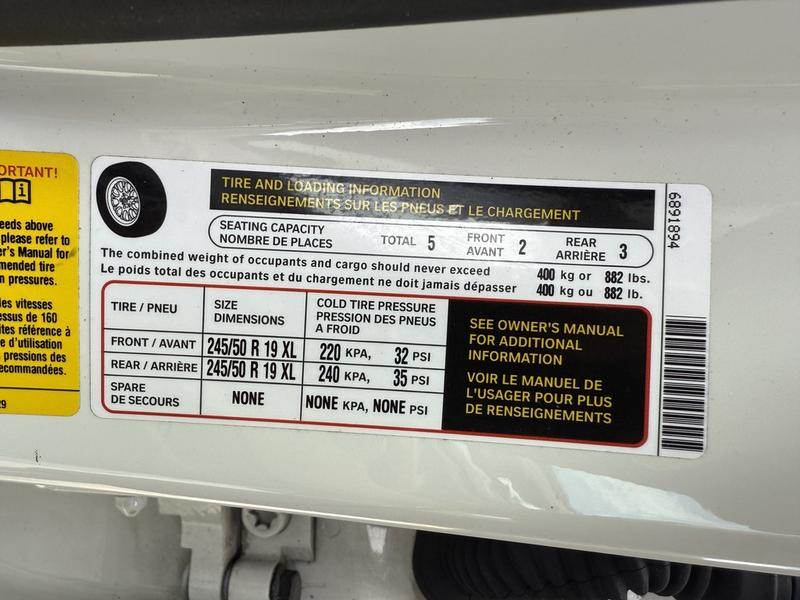 ORTANT!
i
eeds above
please refer to
er's Manual for
mended tire
n pressures.
les vitesses
essus de 160
ites référence à
e d'utilisation
pressions des
ecommandées.
29
TIRE AND LOADING INFORMATION
RENSEIGNEMENTS SUR LES PNEUS ET LE CHARGEMENT
SEATING CAPACITY
NOMBRE DE PLACES
TOTAL 5
FRONT
AVANT 2
REAR
ARRIÈRE 3
The combined weight of occupants and cargo should never exceed 400 kg or 882 lbs.
Le poids total des occupants et du chargement ne doit jamais dépasser 400 kg ou 882 lb.
TIRE / PNEU
SIZE
DIMENSIONS
COLD TIRE PRESSURE
PRESSION DES PNEUS
A FROID
FRONT / AVANT 245/50 R 19 XL 220 KPA, 32 PSI
REAR / ARRIÈRE 245/50 R 19 XL 240 KPA, 35 PSI
SPARE
DE SECOURS
NONE NONE KPA, NONE PSI
SEE OWNER'S MANUAL
FOR ADDITIONAL
INFORMATION
VOIR LE MANUEL DE
L'USAGER POUR PLUS
DE RENSEIGNEMENTS
6891894